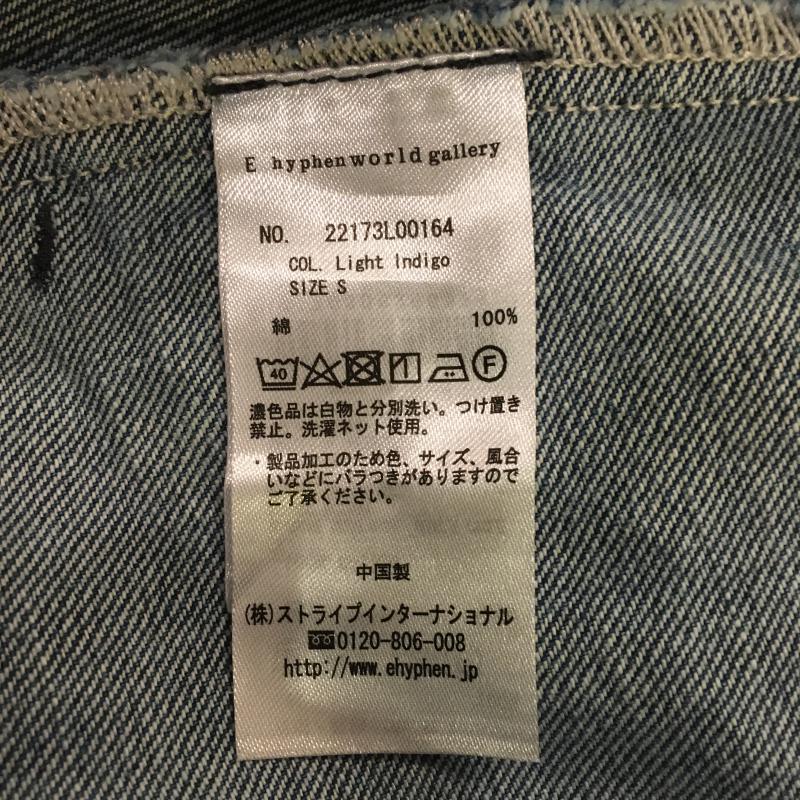 E hyphen world gallery
NO. 22173L00164
COL. Light Indigo
SIZE S
綿 100%
40 F
濃色品は白物と分別洗い。つけ置き
禁止。洗濯ネット使用。
・製品加工のため色、サイズ、風合
いなどにバラつきがありますので
ご了承ください。
中国製
(株)ストライプインターナショナル
0120-806-008
http://www.ehyphen.jp